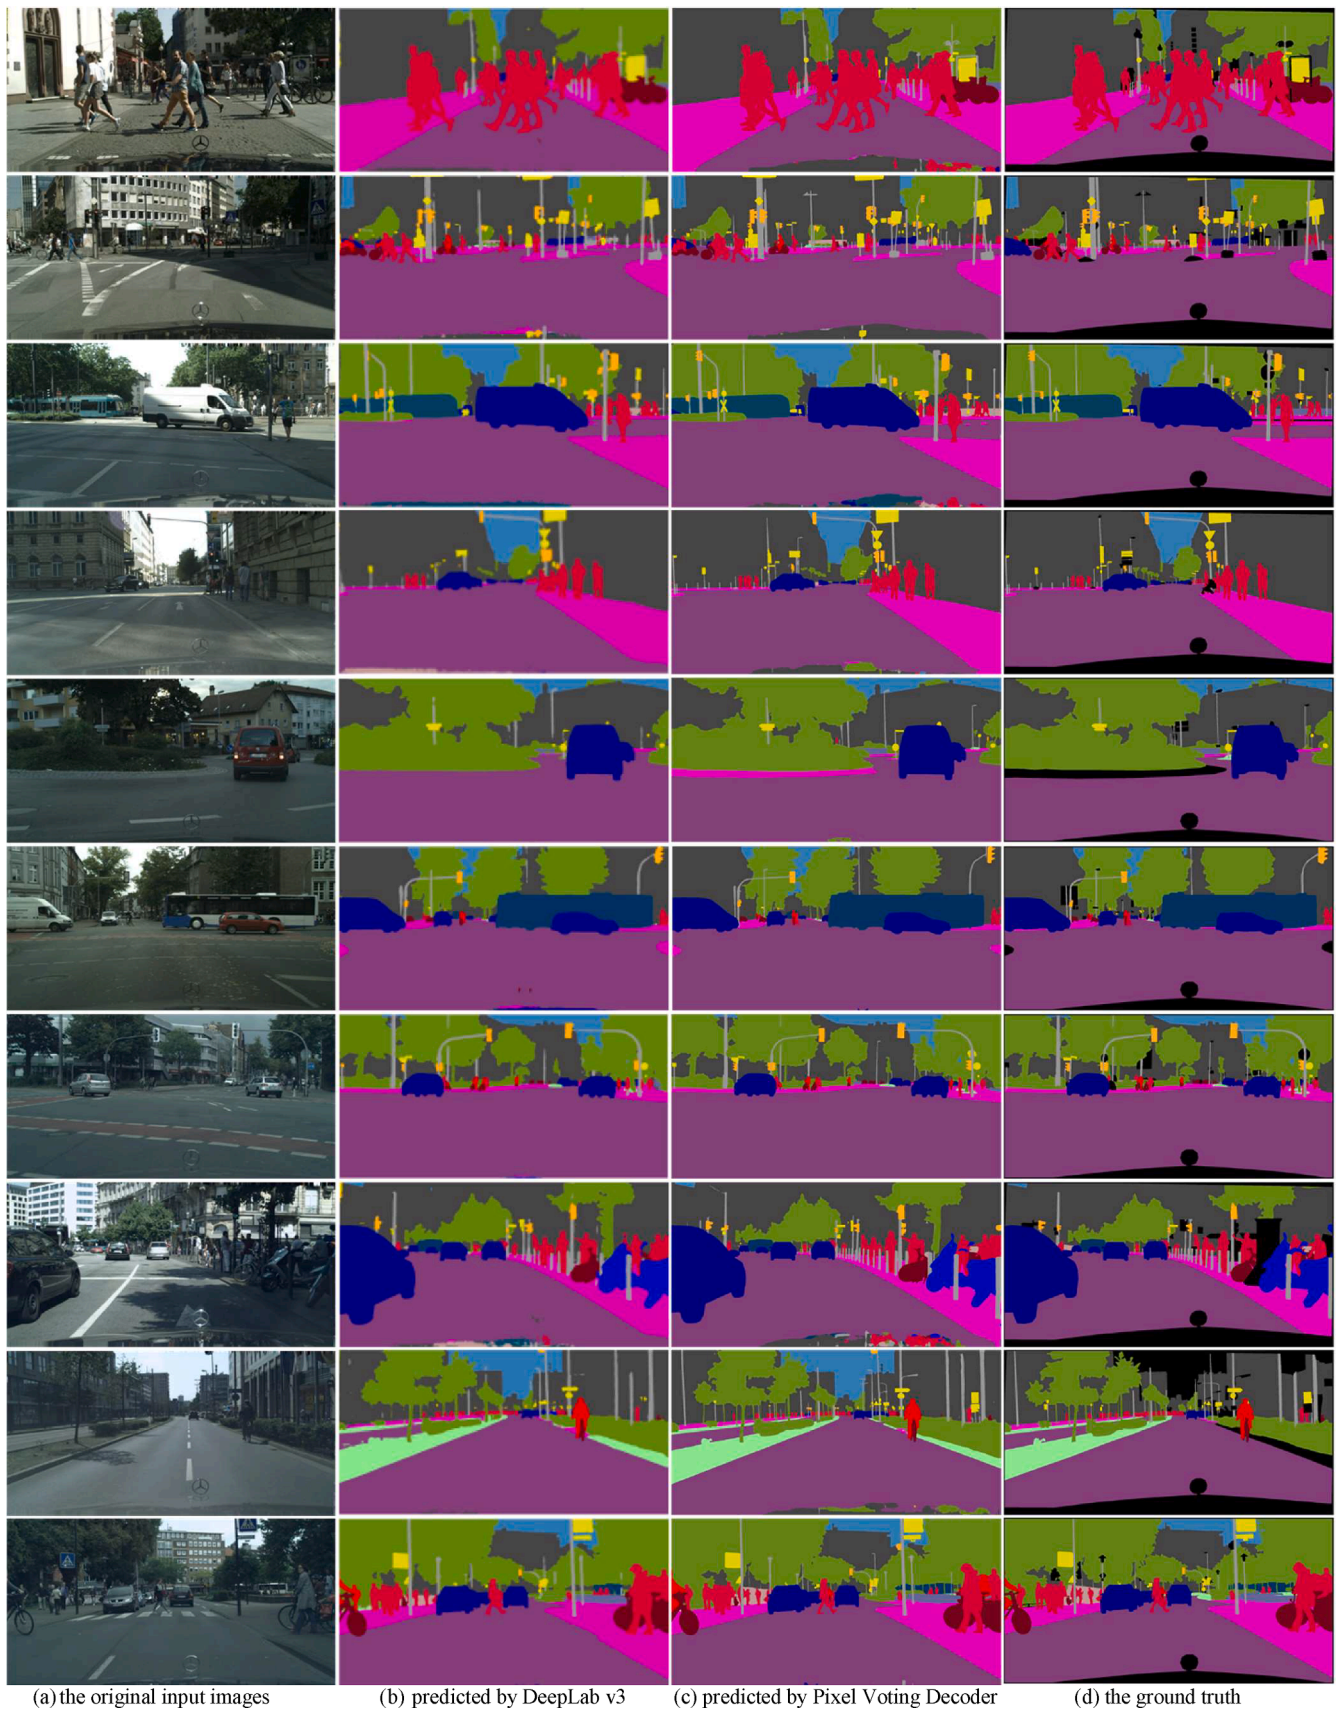 (a) the original input images
(b) predicted by DeepLab v3
(c) predicted by Pixel Voting Decoder
(d) the ground truth